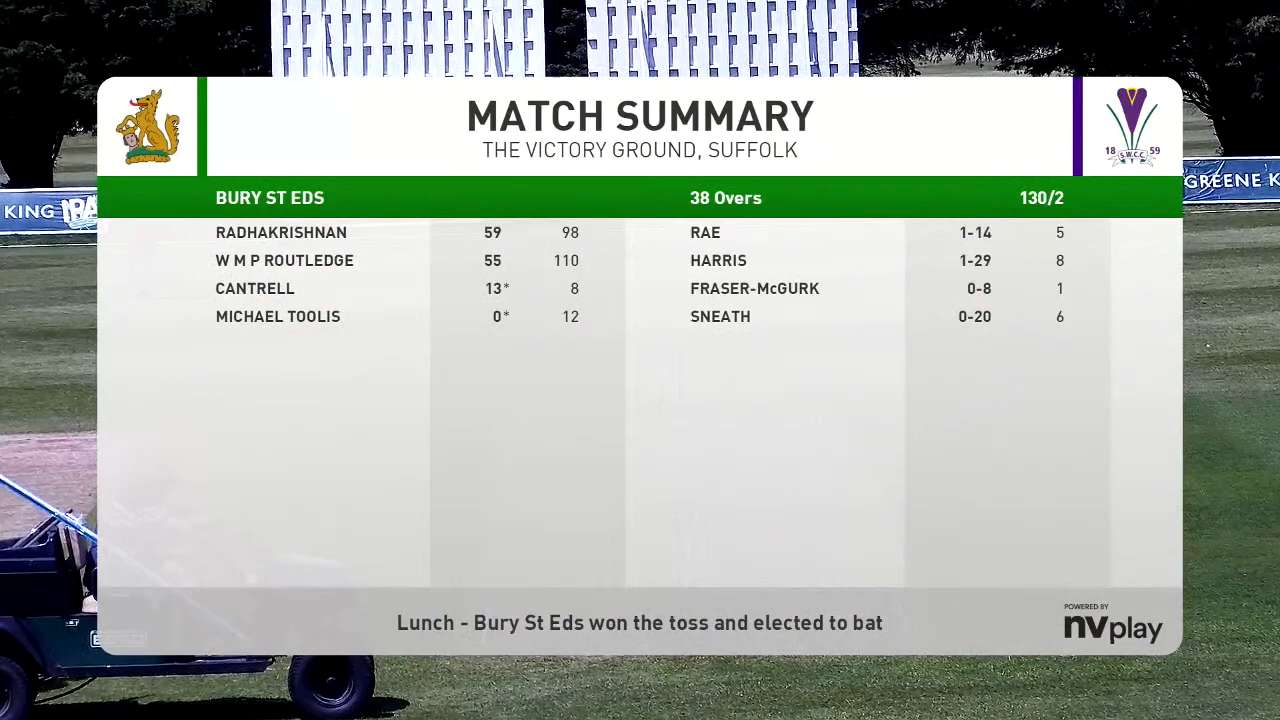 MATCH SUMMARY
THE VICTORY GROUND, SUFFOLK
18 S.W.C.C. 59
KING IPA
GREENE K
BURY ST EDS 38 Overs 130/2
RADHAKRISHNAN 59 98 RAE 1-14 5
W M P ROUTLEDGE 55 110 HARRIS 1-29 8
CANTRELL 13* 8 FRASER-McGURK 0-8 1
MICHAEL TOOLIS 0* 12 SNEATH 0-20 6
Lunch - Bury St Eds won the toss and elected to bat
POWERED BY
nvplay